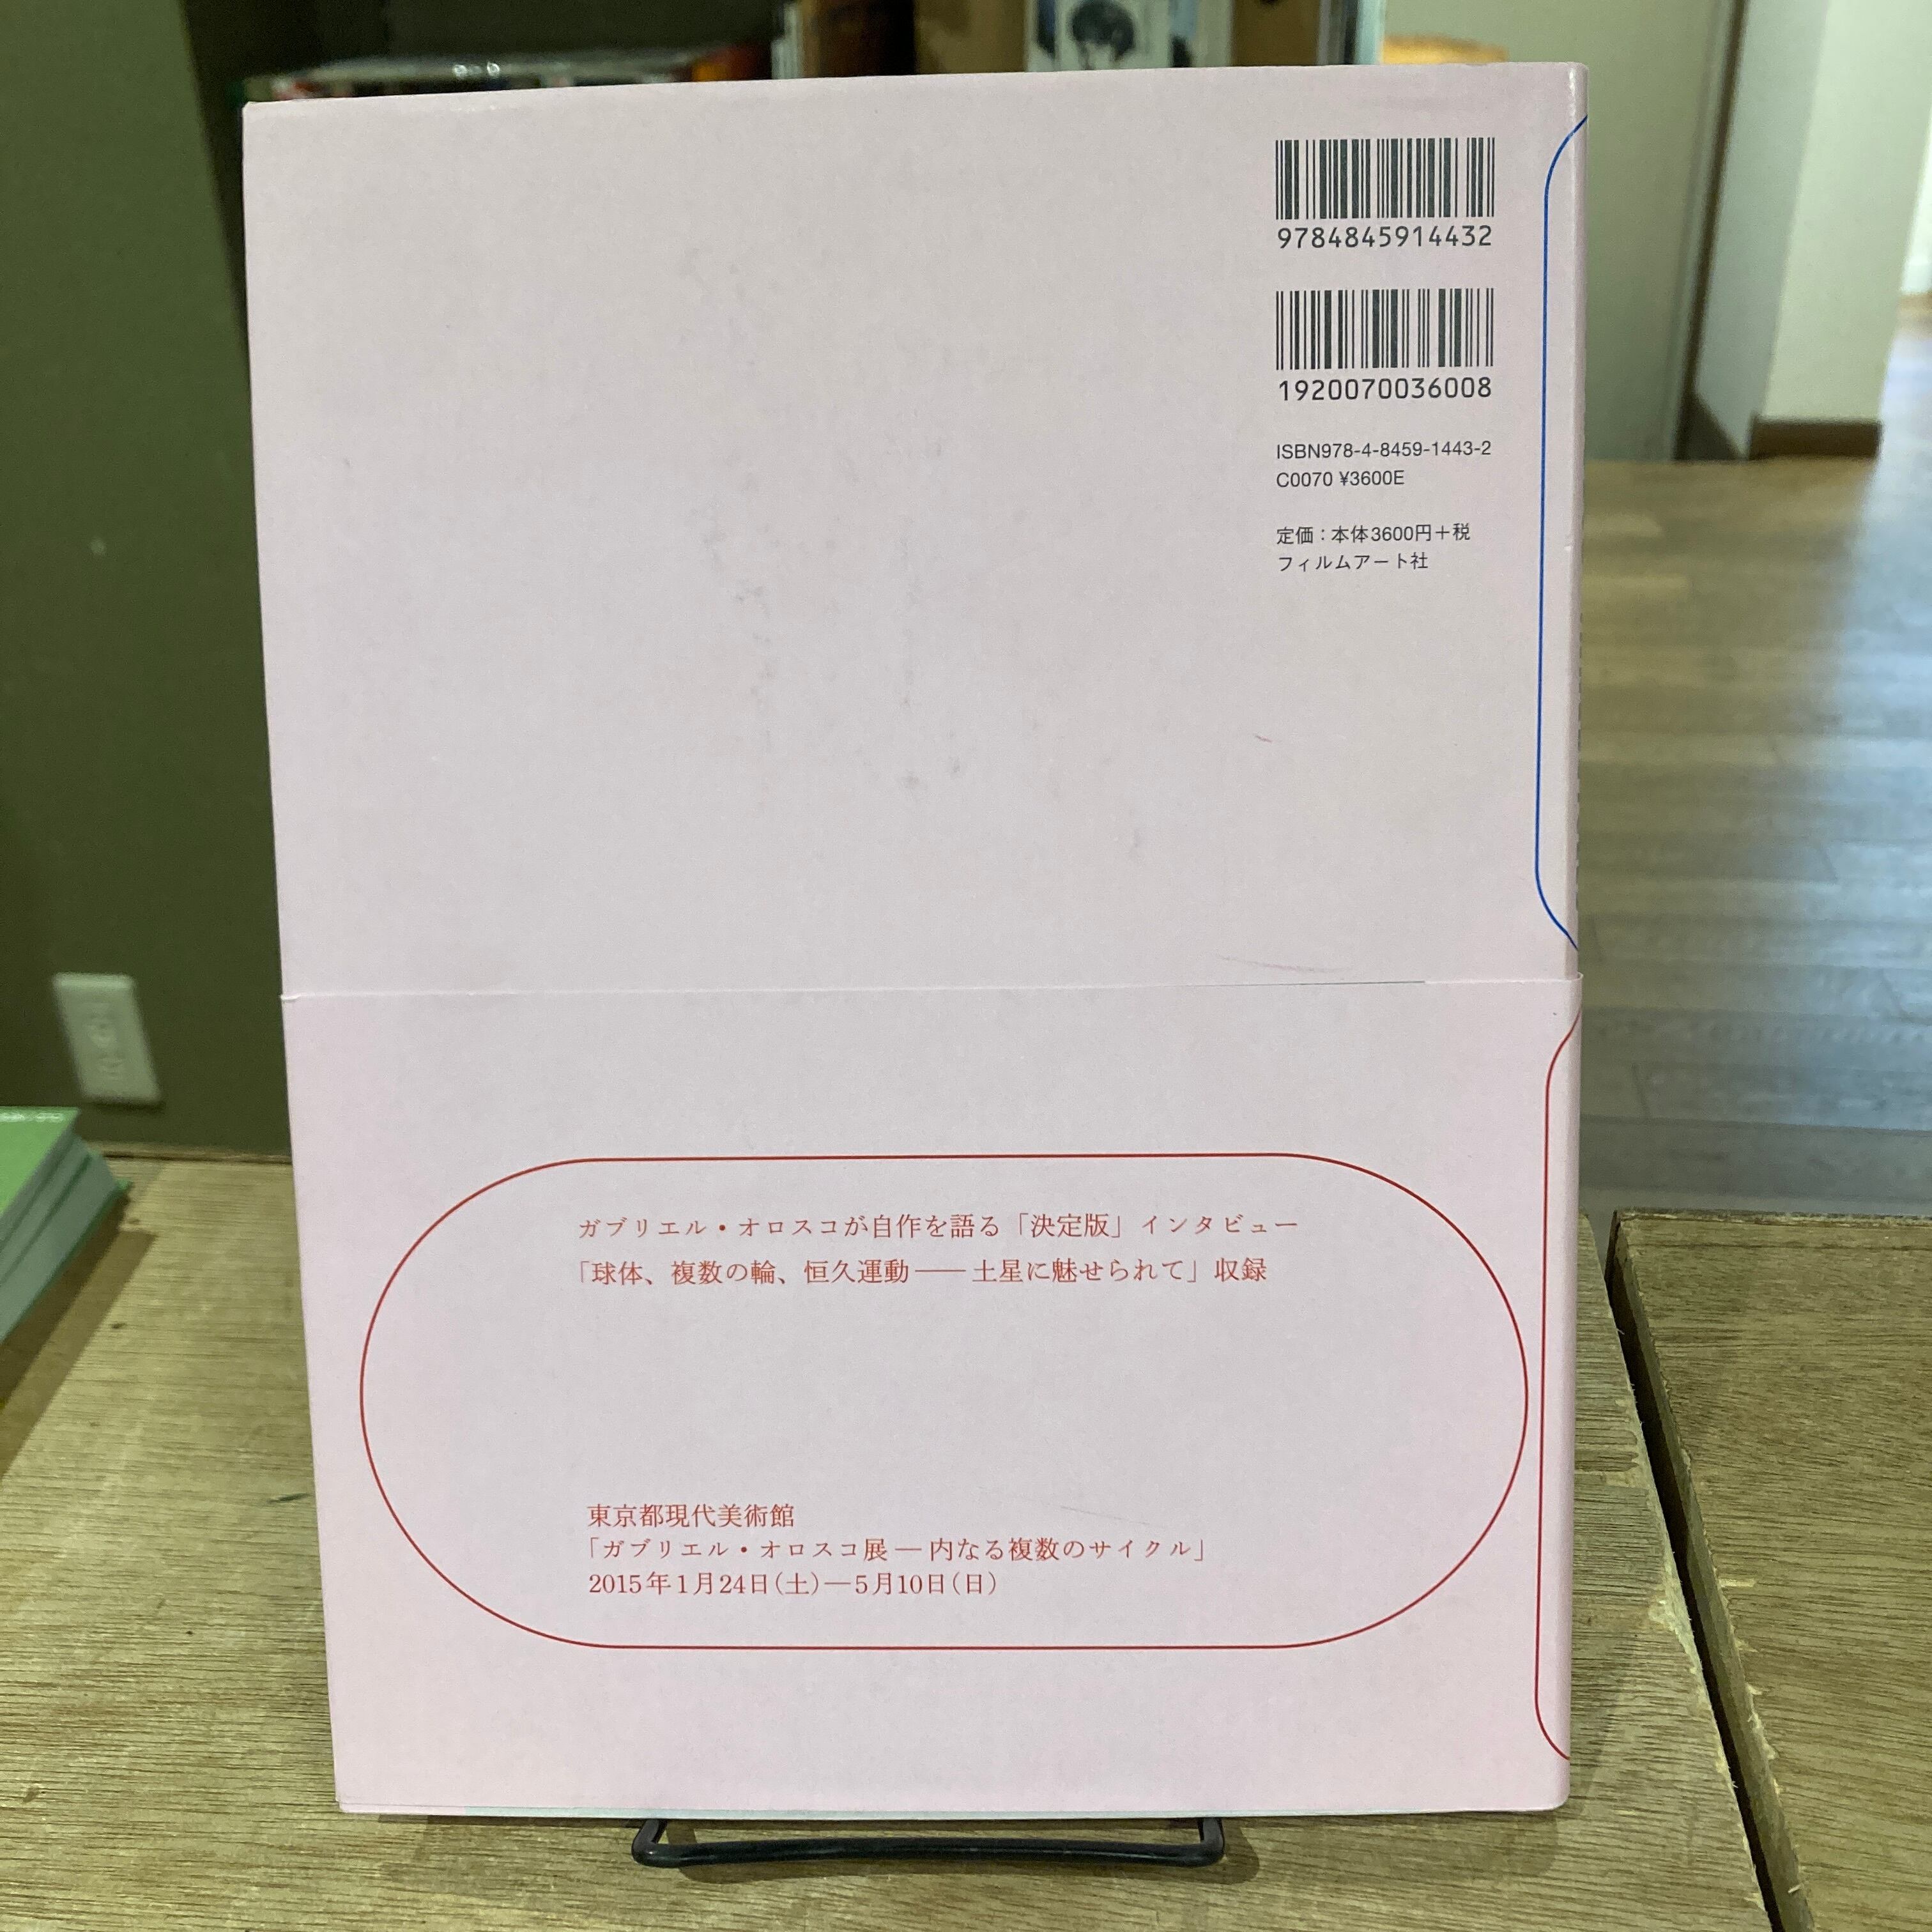 9784845914432
1920070036008
ISBN978-4-8459-1443-2
C0070 ¥3600E
定価：本体3600円＋税
フィルムアート社
ガブリエル・オロスコが自作を語る「決定版」インタビュー
「球体、複数の輪、恒久運動――土星に魅せられて」収録
東京都現代美術館
「ガブリエル・オロスコ展 ― 内なる複数のサイクル」
2015年1月24日（土）―5月10日（日）